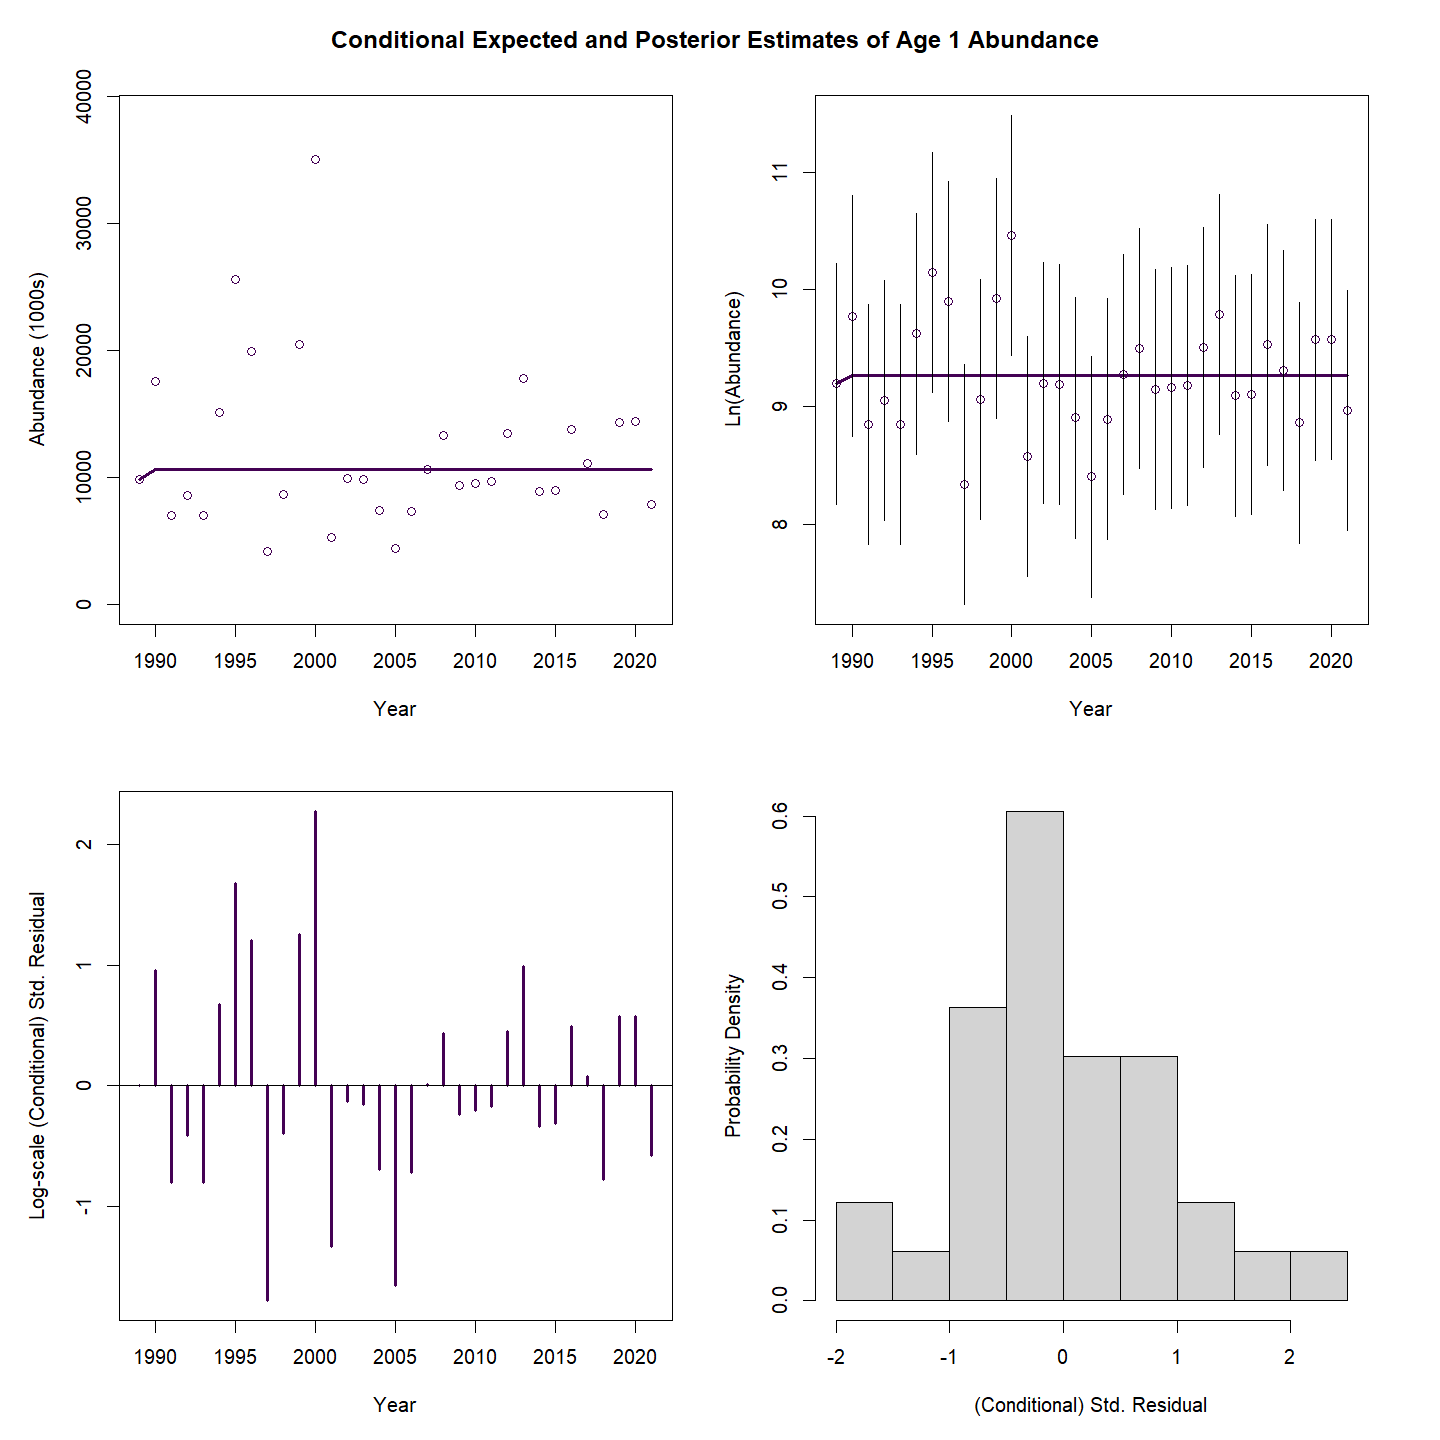 Conditional Expected and Posterior Estimates of Age 1 Abundance
Abundance (1000s)
0 10000 20000 30000 40000
1990 1995 2000 2005 2010 2015 2020
Year
Ln(Abundance)
8 9 10 11
1990 1995 2000 2005 2010 2015 2020
Year
Log-scale (Conditional) Std. Residual
-1 0 1 2
1990 1995 2000 2005 2010 2015 2020
Year
Probability Density
0.0 0.1 0.2 0.3 0.4 0.5 0.6
-2 -1 0 1 2
(Conditional) Std. Residual